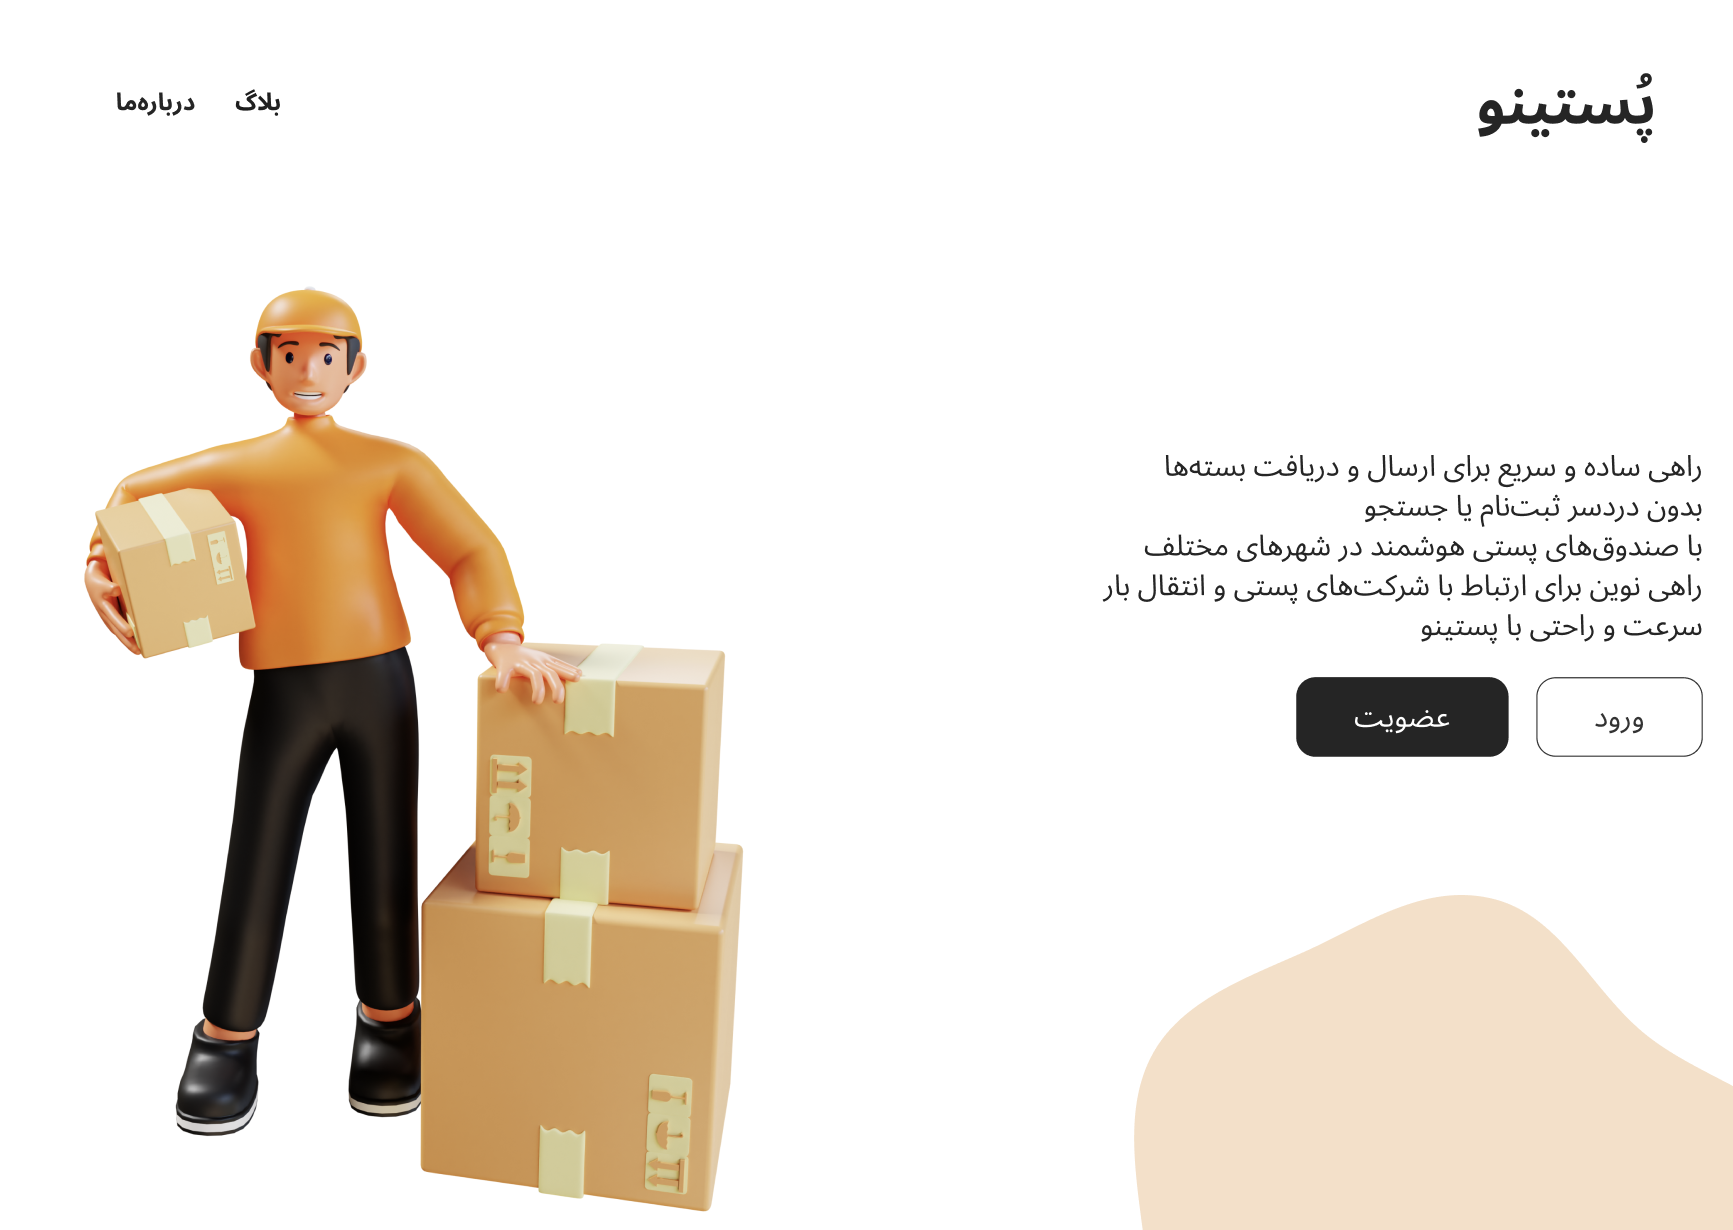 پُستینو
بلاگ
درباره‌ما
راهی ساده و سریع برای ارسال و دریافت بسته‌ها
بدون دردسر ثبت‌نام یا جستجو
با صندوق‌های پستی هوشمند در شهرهای مختلف
راهی نوین برای ارتباط با شرکت‌های پستی و انتقال بار
سرعت و راحتی با پستینو
ورود
عضویت